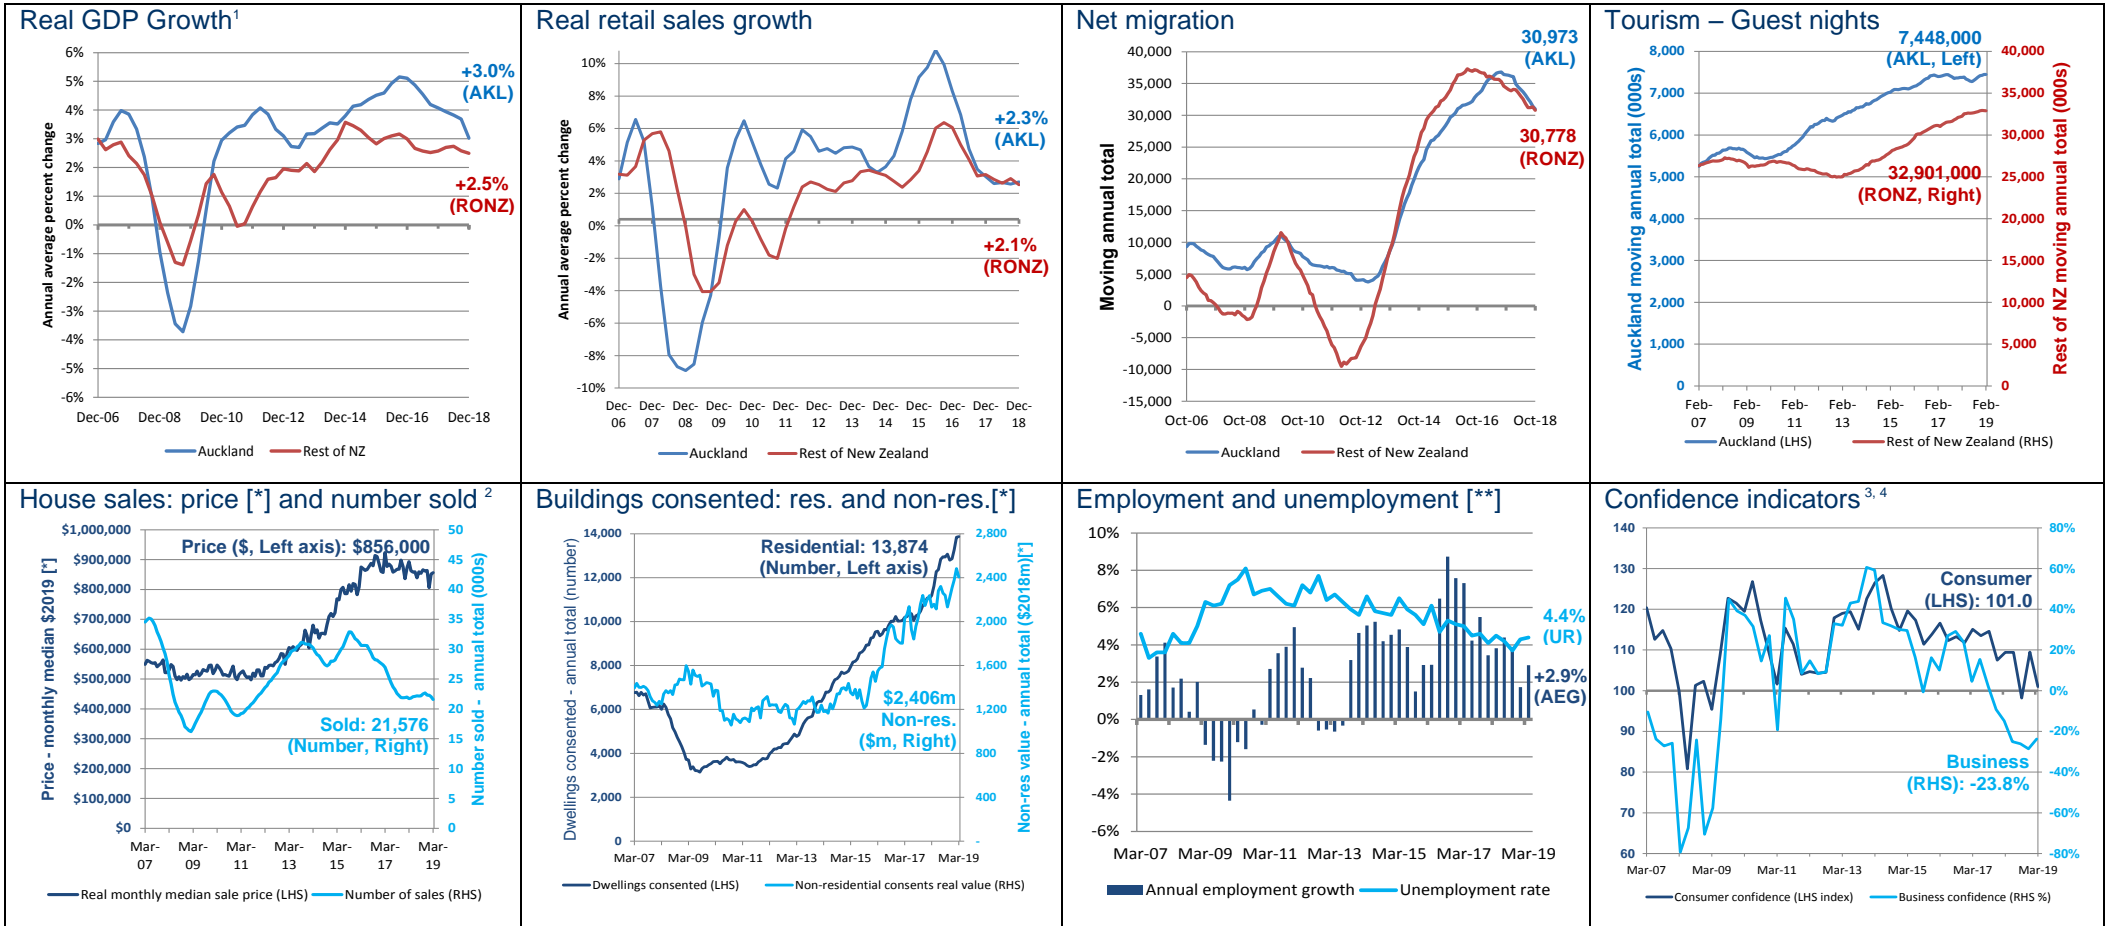 Real GDP Growth1
Annual average percent change
6%
5%
4%
3%
2%
1%
0%
-1%
-2%
-3%
-4%
-5%
-6%
+3.0%
(AKL)
+2.5%
(RONZ)
Dec-06 Dec-08 Dec-10 Dec-12 Dec-14 Dec-16 Dec-18
Auckland Rest of NZ
Real retail sales growth
Annual average percent change
10%
8%
6%
4%
2%
0%
-2%
-4%
-6%
-8%
-10%
+2.3%
(AKL)
+2.1%
(RONZ)
Dec- Dec- Dec- Dec- Dec- Dec- Dec- Dec- Dec- Dec- Dec- Dec- Dec-
06 07 08 09 10 11 12 13 14 15 16 17 18
Auckland Rest of New Zealand
Net migration
Moving annual total
40,000
35,000
30,000
25,000
20,000
15,000
10,000
5,000
0
-5,000
-10,000
-15,000
30,973
(AKL)
30,778
(RONZ)
Oct-06 Oct-08 Oct-10 Oct-12 Oct-14 Oct-16 Oct-18
Auckland Rest of New Zealand
Tourism – Guest nights
Auckland moving annual total (000s)
8,000
7,000
6,000
5,000
4,000
3,000
2,000
1,000
0
7,448,000
(AKL, Left)
32,901,000
(RONZ, Right)
40,000
35,000
30,000
25,000
20,000
15,000
10,000
5,000
0
Rest of NZ moving annual total (000s)
Feb- Feb- Feb- Feb- Feb- Feb- Feb-
07 09 11 13 15 17 19
Auckland (LHS) Rest of New Zealand (RHS)
House sales: price [*] and number sold 2
Price - monthly median $2019 [*]
$1,000,000
$900,000
$800,000
$700,000
$600,000
$500,000
$400,000
$300,000
$200,000
$100,000
$0
Price ($, Left axis): $856,000
Sold: 21,576
(Number, Right)
50
45
40
35
30
25
20
15
10
5
0
Number sold - annual total (000s)
Mar- Mar- Mar- Mar- Mar- Mar- Mar-
07 09 11 13 15 17 19
Real monthly median sale price (LHS) Number of sales (RHS)
Buildings consented: res. and non-res.[*]
Dwellings consented - annual total (number)
14,000
12,000
10,000
8,000
6,000
4,000
2,000
0
Residential: 13,874
(Number, Left axis)
$2,406m
Non-res.
($m, Right)
2,800
2,400
2,000
1,600
1,200
800
400
-
Non-res value - annual total ($2018m)[*]
Mar-07 Mar-09 Mar-11 Mar-13 Mar-15 Mar-17 Mar-19
Dwellings consented (LHS) Non-residential consents real value (RHS)
Employment and unemployment [**]
10%
8%
6%
4%
2%
0%
-2%
-4%
-6%
4.4%
(UR)
+2.9%
(AEG)
Mar-07 Mar-09 Mar-11 Mar-13 Mar-15 Mar-17 Mar-19
Annual employment growth Unemployment rate
Confidence indicators 3, 4
140
130
120
110
100
90
80
70
60
Consumer
(LHS): 101.0
Business
(RHS): -23.8%
80%
60%
40%
20%
0%
-20%
-40%
-60%
-80%
Mar-07 Mar-09 Mar-11 Mar-13 Mar-15 Mar-17 Mar-19
Consumer confidence (LHS index) Business confidence (RHS %)